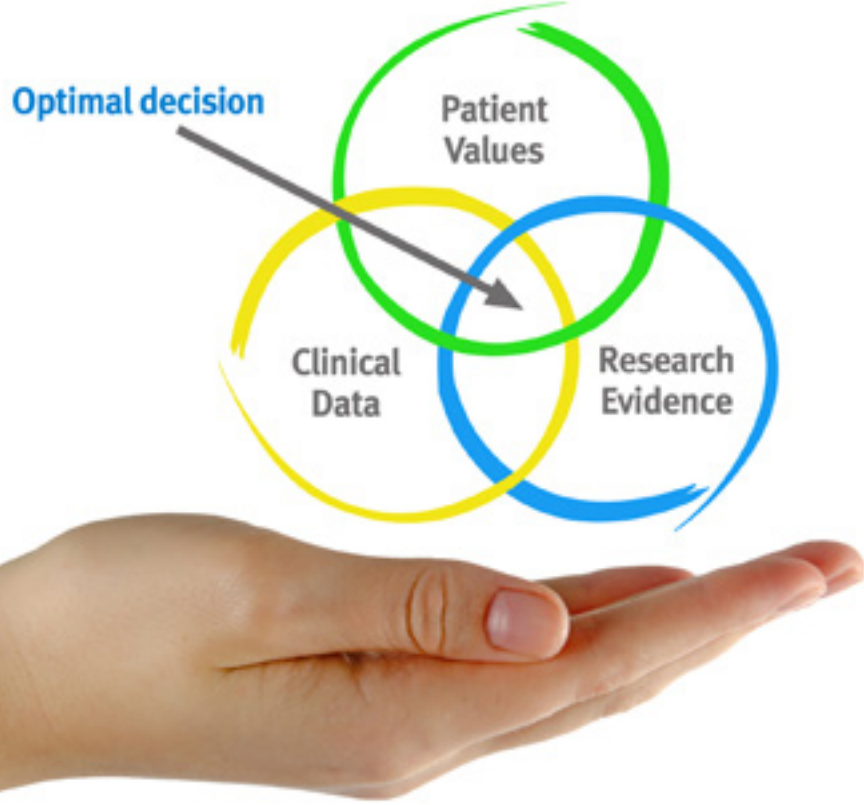 Optimal decision
Patient
Values
Clinical
Data
Research
Evidence